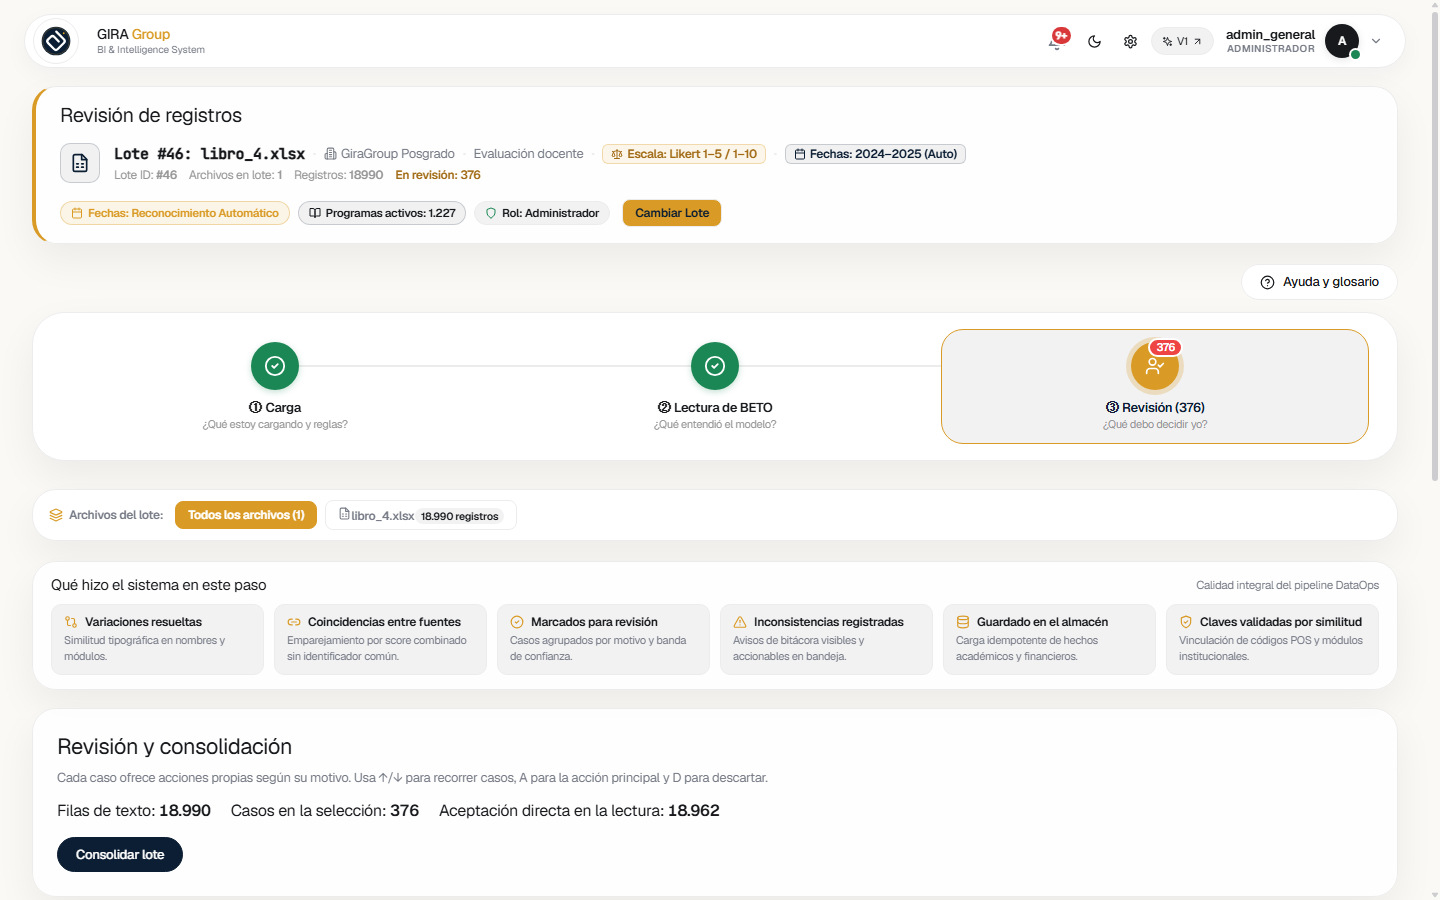 GIRA Group
BI & Intelligence System
9+
V1
admin_general
ADMINISTRADOR
A
Revisión de registros
Lote #46: libro_4.xlsx · GiraGroup Posgrado · Evaluación docente · Escala: Likert 1–5 / 1–10 · Fechas: 2024–2025 (Auto)
Lote ID: #46 Archivos en lote: 1 Registros: 18990 En revisión: 376
Fechas: Reconocimiento Automático
Programas activos: 1.227
Rol: Administrador
Cambiar Lote
Ayuda y glosario
① Carga
¿Qué estoy cargando y reglas?
② Lectura de BETO
¿Qué entendió el modelo?
376
③ Revisión (376)
¿Qué debo decidir yo?
Archivos del lote:
Todos los archivos (1)
libro_4.xlsx 18.990 registros
Qué hizo el sistema en este paso
Calidad integral del pipeline DataOps
Variaciones resueltas
Similitud tipográfica en nombres y
módulos.
Coincidencias entre fuentes
Emparejamiento por score combinado
sin identificador común.
Marcados para revisión
Casos agrupados por motivo y banda
de confianza.
Inconsistencias registradas
Avisos de bitácora visibles y
accionables en bandeja.
Guardado en el almacén
Carga idempotente de hechos
académicos y financieros.
Claves validadas por similitud
Vinculación de códigos POS y módulos
institucionales.
Revisión y consolidación
Cada caso ofrece acciones propias según su motivo. Usa ↑/↓ para recorrer casos, A para la acción principal y D para descartar.
Filas de texto: 18.990 Casos en la selección: 376 Aceptación directa en la lectura: 18.962
Consolidar lote